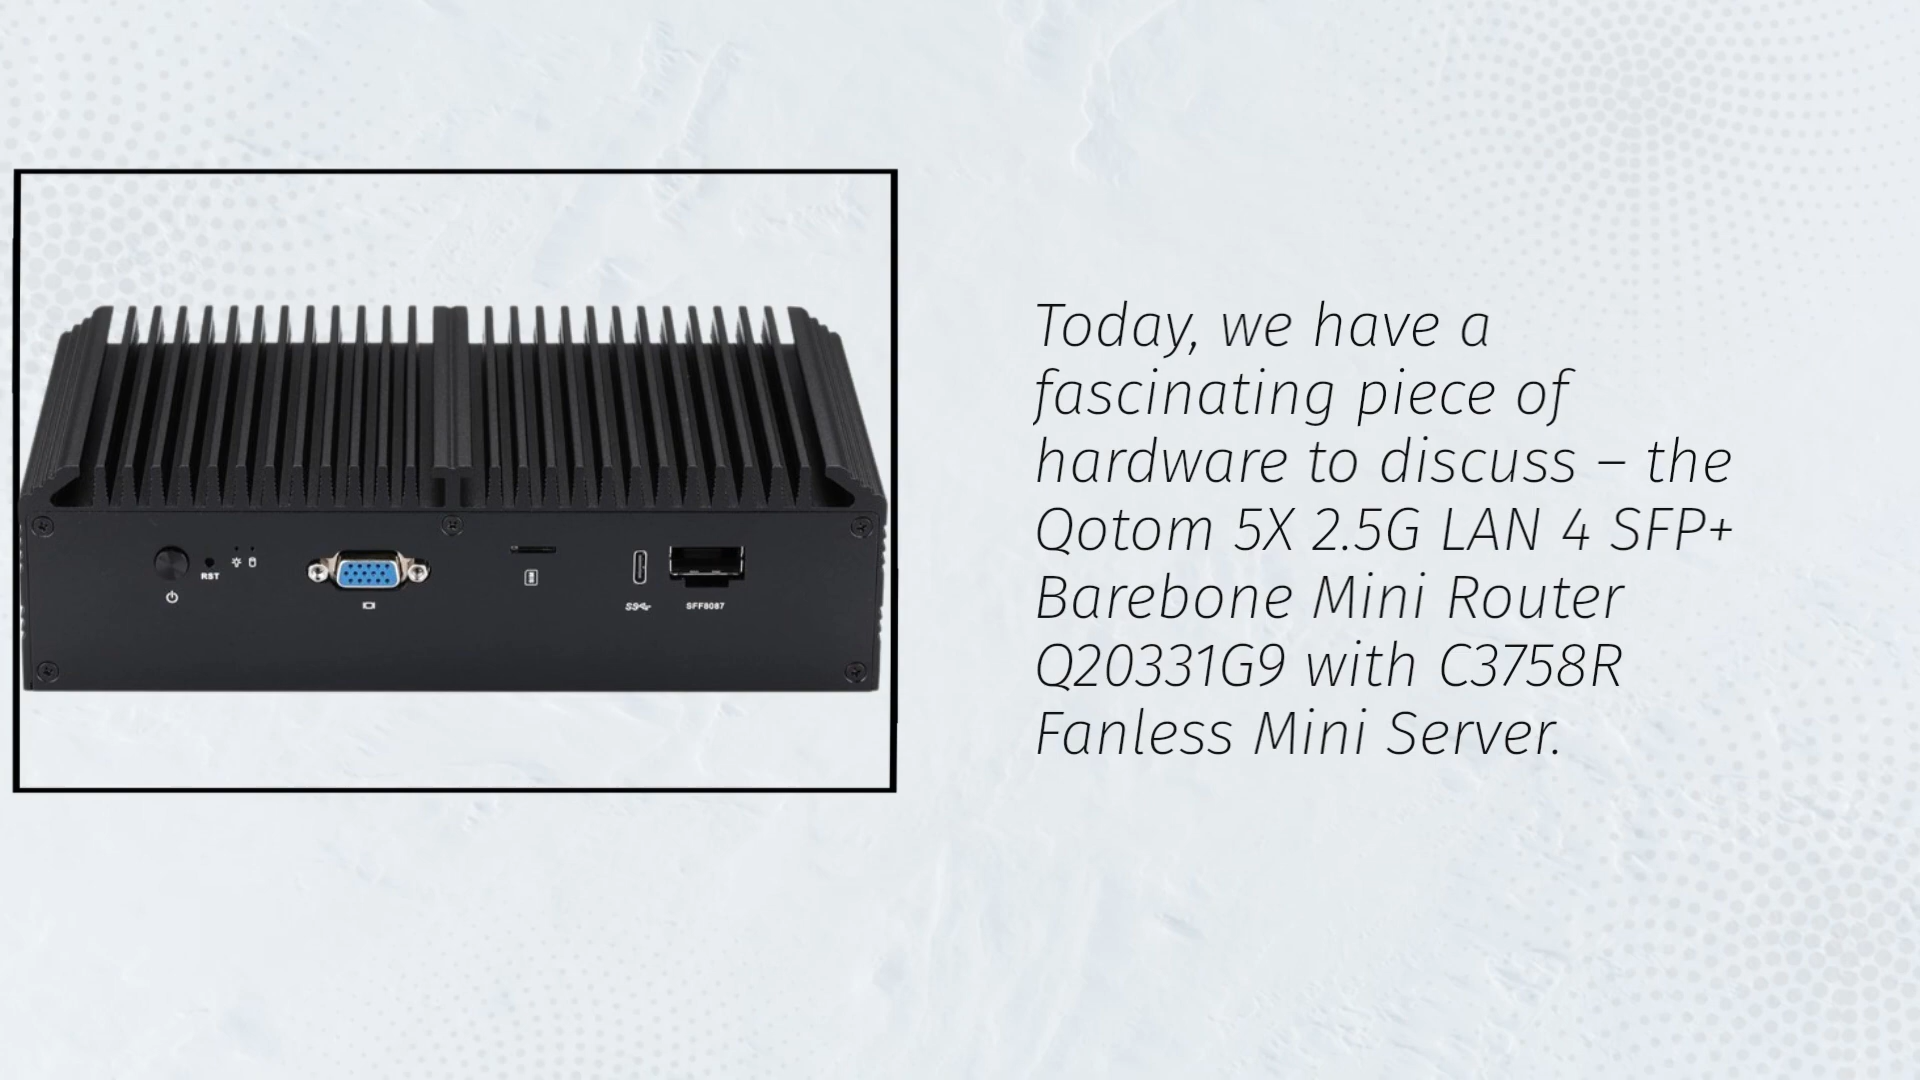 Today, we have a
fascinating piece of
hardware to discuss – the
Qotom 5X 2.5G LAN 4 SFP+
Barebone Mini Router
Q20331G9 with C3758R
Fanless Mini Server.
RST
SFF8087